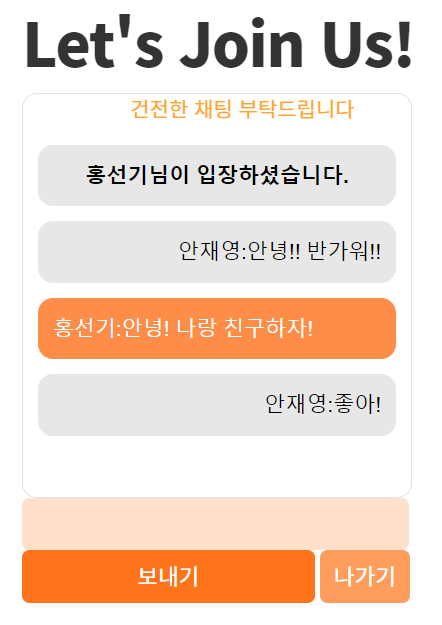 Let's Join Us!
건전한 채팅 부탁드립니다
홍선기님이 입장하셨습니다.
안재영:안녕!! 반가워!!
홍선기:안녕! 나랑 친구하자!
안재영:좋아!
보내기
나가기